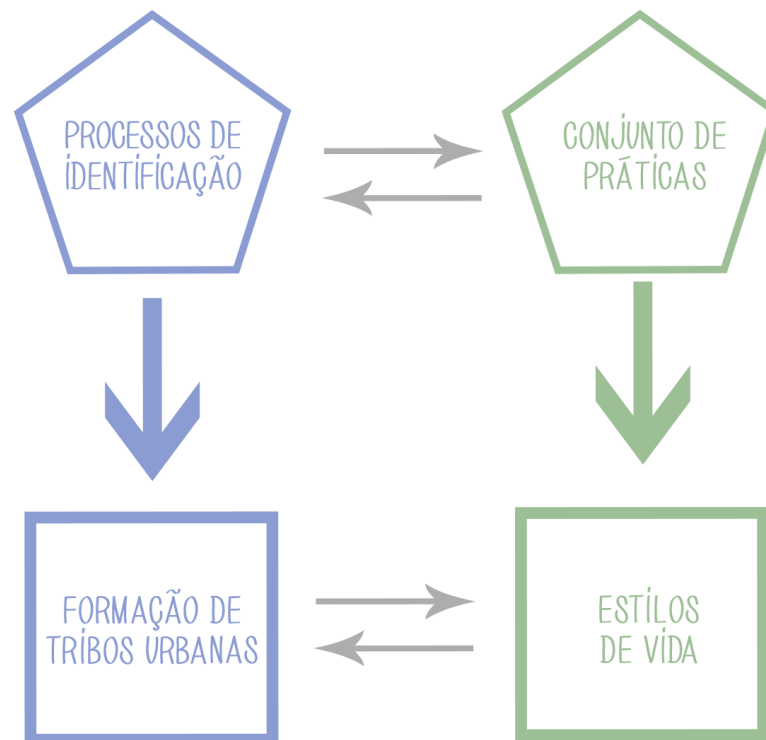 PROCESSOS DE
IDENTIFICAÇÃO
CONJUNTO DE
PRÁTICAS
FORMAÇÃO DE
TRIBOS URBANAS
ESTILOS
DE VIDA